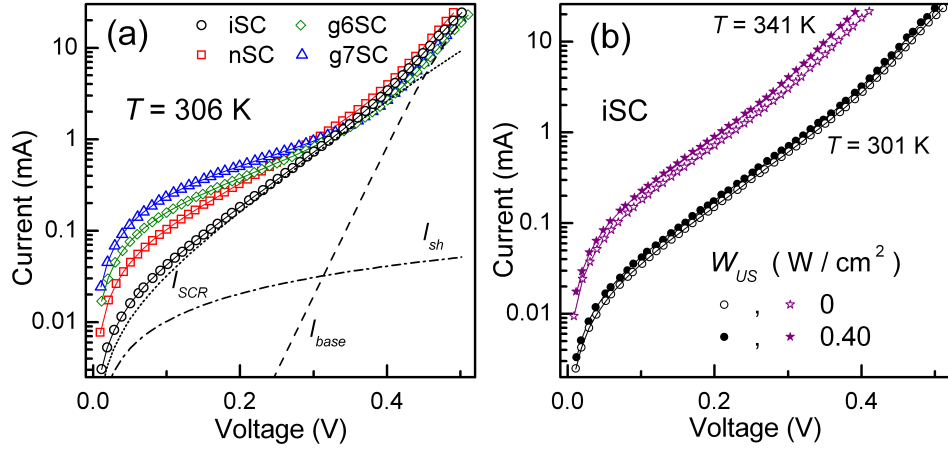 (a)
iSC
nSC
g6SC
g7SC
T = 306 K
I_SCR
I_sh
I_base
Current (mA)
10
1
0.1
0.01
0.0
0.2
0.4
Voltage (V)
(b)
T = 341 K
iSC
T = 301 K
W_US ( W / cm² )
, 0
, 0.40
Current (mA)
10
1
0.1
0.01
0.0
0.2
0.4
Voltage (V)